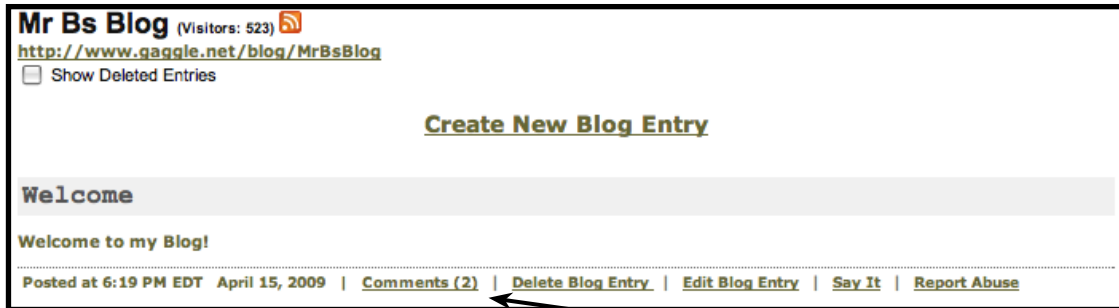 Mr Bs Blog (Visitors: 523)
http://www.gaggle.net/blog/MrBsBlog
Show Deleted Entries
Create New Blog Entry
Welcome
Welcome to my Blog!
Posted at 6:19 PM EDT April 15, 2009 | Comments (2) | Delete Blog Entry | Edit Blog Entry | Say It | Report Abuse